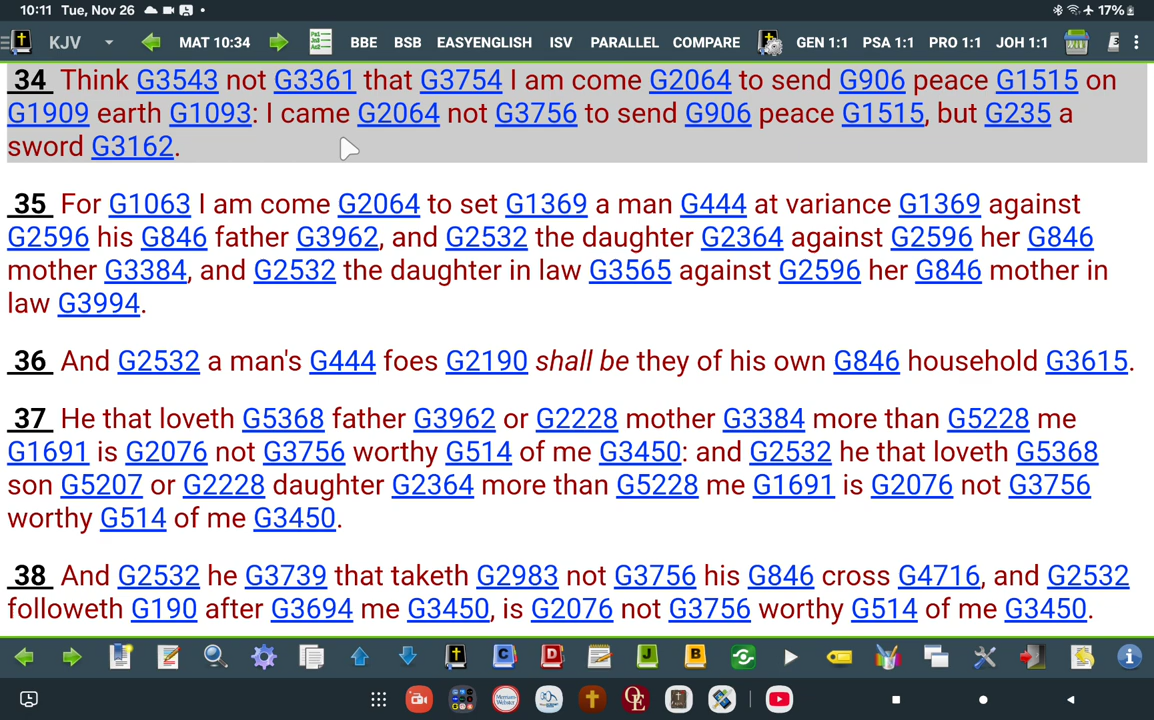 10:11 Tue, Nov 26 17%
KJV MAT 10:34 BBE BSB EASYENGLISH ISV PARALLEL COMPARE GEN 1:1 PSA 1:1 PRO 1:1 JOH 1:1
34 Think G3543 not G3361 that G3754 I am come G2064 to send G906 peace G1515 on
G1909 earth G1093: I came G2064 not G3756 to send G906 peace G1515, but G235 a
sword G3162.
35 For G1063 I am come G2064 to set G1369 a man G444 at variance G1369 against
G2596 his G846 father G3962, and G2532 the daughter G2364 against G2596 her G846
mother G3384, and G2532 the daughter in law G3565 against G2596 her G846 mother in
law G3994.
36 And G2532 a man's G444 foes G2190 shall be they of his own G846 household G3615.
37 He that loveth G5368 father G3962 or G2228 mother G3384 more than G5228 me
G1691 is G2076 not G3756 worthy G514 of me G3450: and G2532 he that loveth G5368
son G5207 or G2228 daughter G2364 more than G5228 me G1691 is G2076 not G3756
worthy G514 of me G3450.
38 And G2532 he G3739 that taketh G2983 not G3756 his G846 cross G4716, and G2532
followeth G190 after G3694 me G3450, is G2076 not G3756 worthy G514 of me G3450.